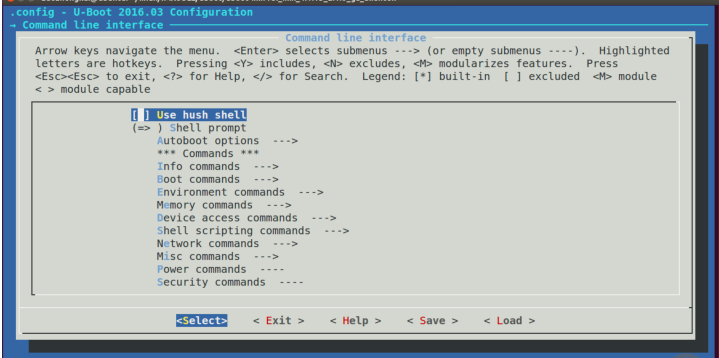 .config - U-Boot 2016.03 Configuration
→ Command line interface
Command line interface
Arrow keys navigate the menu. <Enter> selects submenus ---> (or empty submenus ----). Highlighted
letters are hotkeys. Pressing <Y> includes, <N> excludes, <M> modularizes features. Press
<Esc><Esc> to exit, <?> for Help, </> for Search. Legend: [*] built-in [ ] excluded <M> module
< > module capable
[ ] Use hush shell
(=> ) Shell prompt
Autoboot options --->
*** Commands ***
Info commands --->
Boot commands --->
Environment commands --->
Memory commands --->
Device access commands --->
Shell scripting commands --->
Network commands --->
Misc commands --->
Power commands ----
Security commands ----
<Select> < Exit > < Help > < Save > < Load >